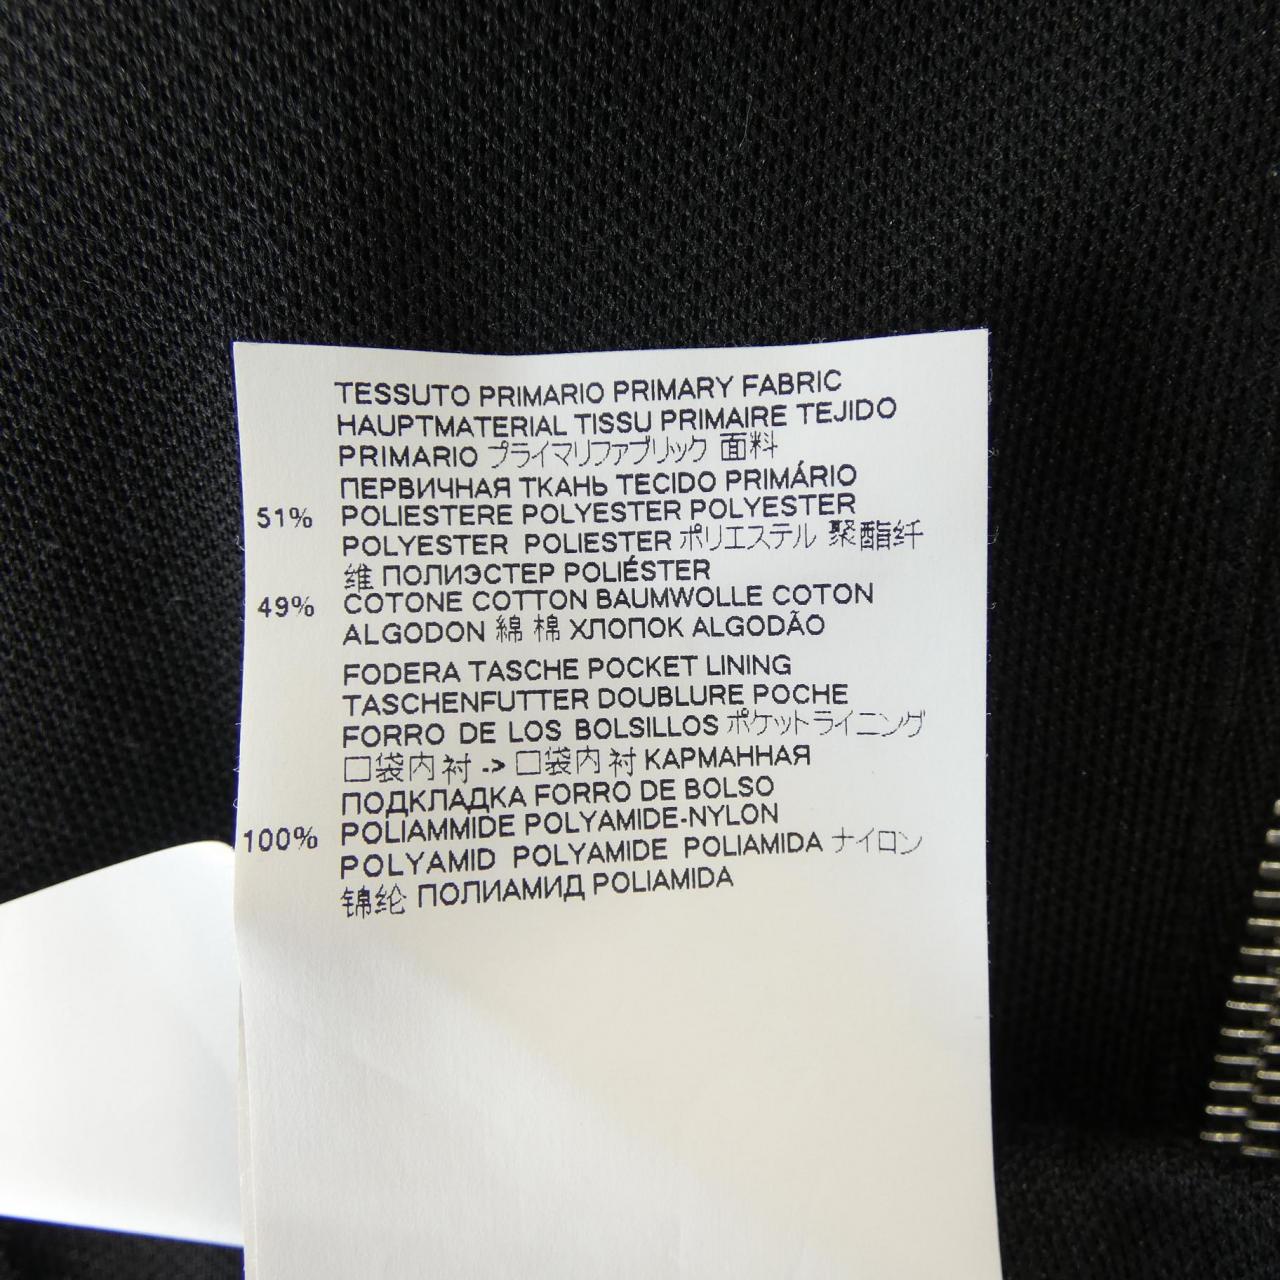 TESSUTO PRIMARIO PRIMARY FABRIC
HAUPTMATERIAL TISSU PRIMAIRE TEJIDO
PRIMARIO プライマリファブリック 面料
ПЕРВИЧНАЯ ТКАНЬ TECIDO PRIMÁRIO
51% POLIESTERE POLYESTER POLYESTER
POLYESTER POLIESTER ポリエステル 聚酯纤
维 ПОЛИЭСТЕР POLIÉSTER
49% COTONE COTTON BAUMWOLLE COTON
ALGODON 綿 棉 ХЛОПОК ALGODÃO
FODERA TASCHE POCKET LINING
TASCHENFUTTER DOUBLURE POCHE
FORRO DE LOS BOLSILLOS ポケットライニング
口袋内衬 -> 口袋内衬 КАРМАННАЯ
ПОДКЛАДКА FORRO DE BOLSO
100% POLIAMMIDE POLYAMIDE-NYLON
POLYAMID POLYAMIDE POLIAMIDA ナイロン
锦纶 ПОЛИАМИД POLIAMIDA